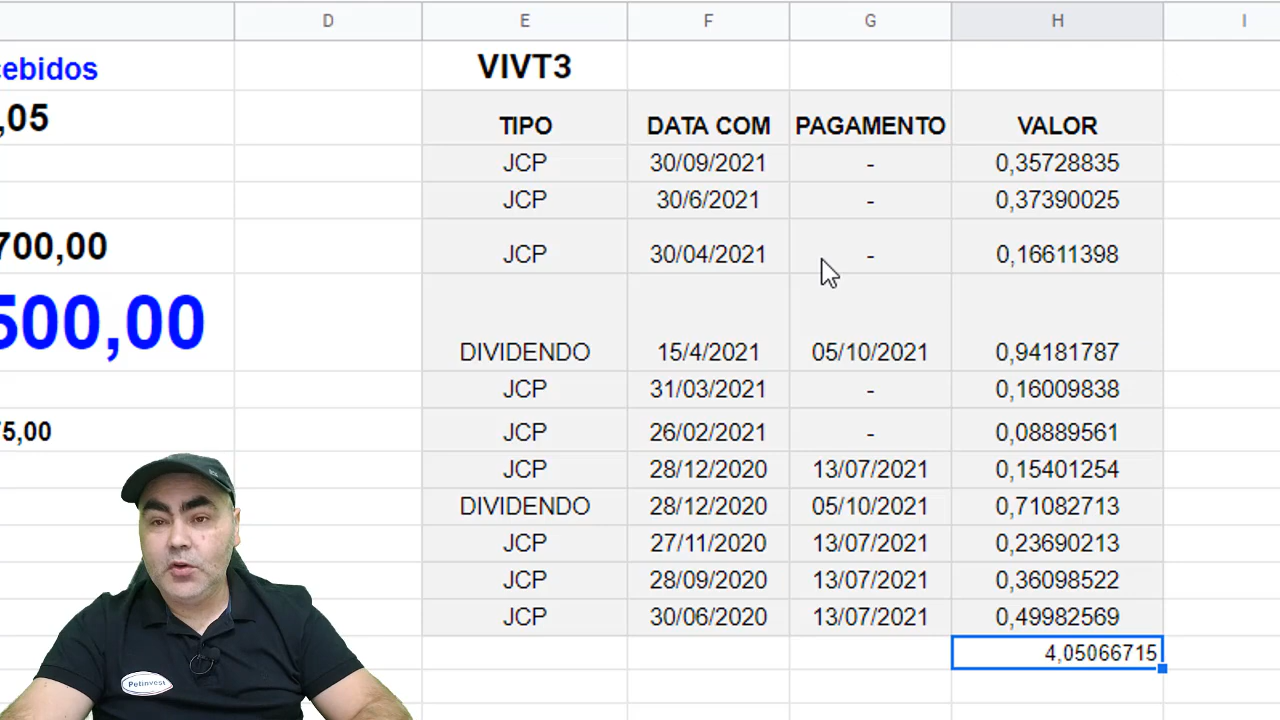 D E F G H I
cebidos VIVT3
,05 TIPO DATA COM PAGAMENTO VALOR
JCP 30/09/2021 - 0,35728835
JCP 30/6/2021 - 0,37390025
700,00 JCP 30/04/2021 - 0,16611398
500,00 DIVIDENDO 15/4/2021 05/10/2021 0,94181787
JCP 31/03/2021 - 0,16009838
75,00 JCP 26/02/2021 - 0,08889561
JCP 28/12/2020 13/07/2021 0,15401254
DIVIDENDO 28/12/2020 05/10/2021 0,71082713
JCP 27/11/2020 13/07/2021 0,23690213
JCP 28/09/2020 13/07/2021 0,36098522
JCP 30/06/2020 13/07/2021 0,49982569
4,05066715
Petinvest